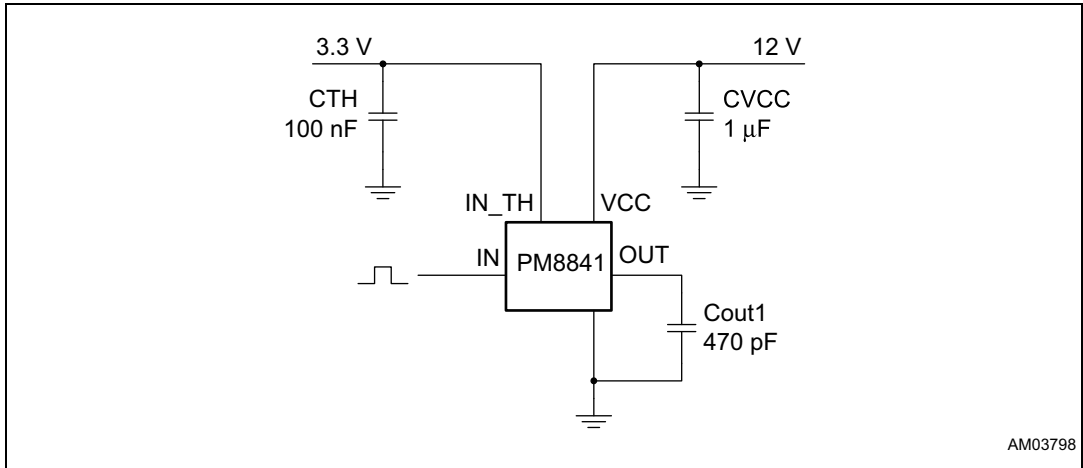 3.3 V
12 V
CTH
100 nF
CVCC
1 μF
IN_TH
VCC
IN
PM8841
OUT
Cout1
470 pF
AM03798